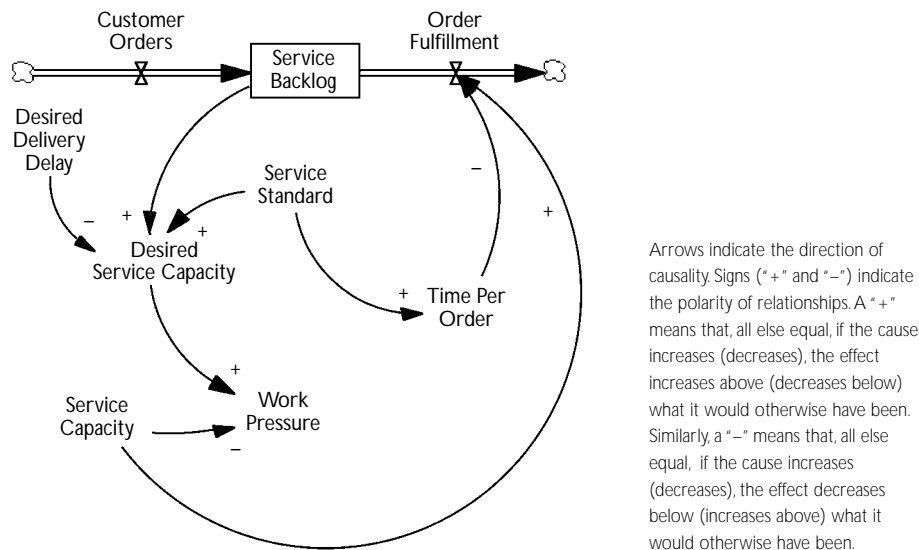 Customer
Orders
Order
Fulfillment
Service
Backlog
Desired
Delivery
Delay
Service
Standard
–
+
–
+
+
Desired
Service Capacity
+
Time Per
Order
+
Work
Pressure
Service
Capacity
–
Arrows indicate the direction of
causality. Signs (“+” and “–”) indicate
the polarity of relationships. A “+”
means that, all else equal, if the cause
increases (decreases), the effect
increases above (decreases below)
what it would otherwise have been.
Similarly, a “–” means that, all else
equal, if the cause increases
(decreases), the effect decreases
below (increases above) what it
would otherwise have been.